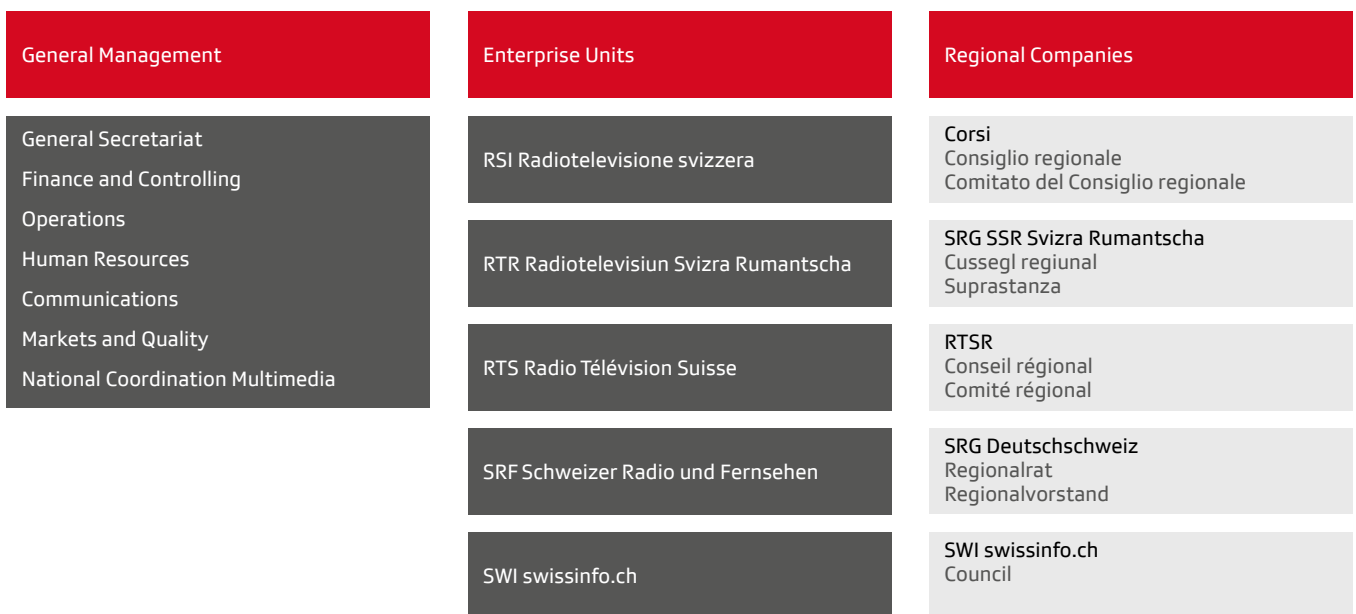 General Management
General Secretariat
Finance and Controlling
Operations
Human Resources
Communications
Markets and Quality
National Coordination Multimedia
Enterprise Units
RSI Radiotelevisione svizzera
RTR Radiotelevisiun Svizra Rumantscha
RTS Radio Télévision Suisse
SRF Schweizer Radio und Fernsehen
SWI swissinfo.ch
Regional Companies
Corsi
Consiglio regionale
Comitato del Consiglio regionale
SRG SSR Svizra Rumantscha
Cussegl regiunal
Suprastanza
RTSR
Conseil régional
Comité régional
SRG Deutschschweiz
Regionalrat
Regionalvorstand
SWI swissinfo.ch
Council